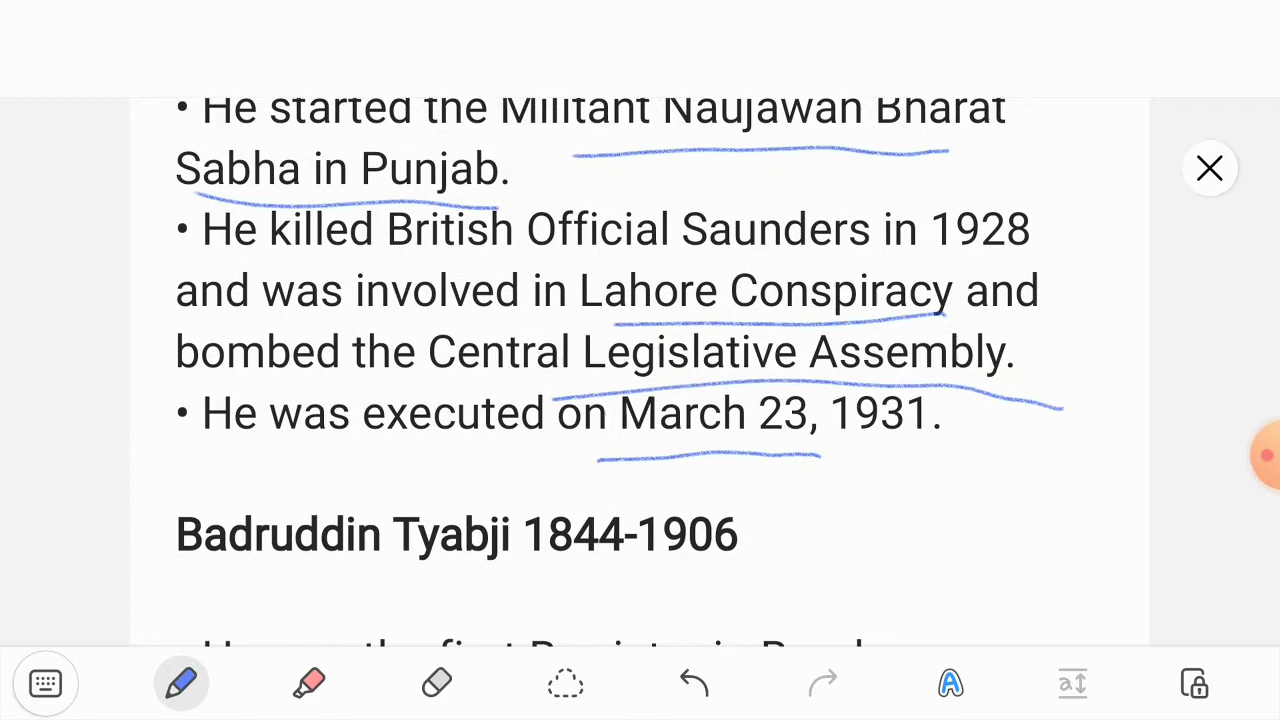 • He started the Militant Naujawan Bharat
Sabha in Punjab.
• He killed British Official Saunders in 1928
and was involved in Lahore Conspiracy and
bombed the Central Legislative Assembly.
• He was executed on March 23, 1931.
Badruddin Tyabji 1844-1906
the first